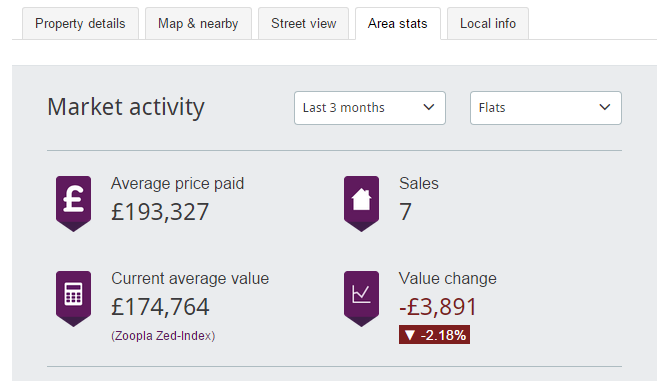 Property details
Map & nearby
Street view
Area stats
Local info
Market activity
Last 3 months
Flats
£
Average price paid
£193,327
Sales
7
Current average value
£174,764
(Zoopla Zed-Index)
Value change
-£3,891
▼ -2.18%